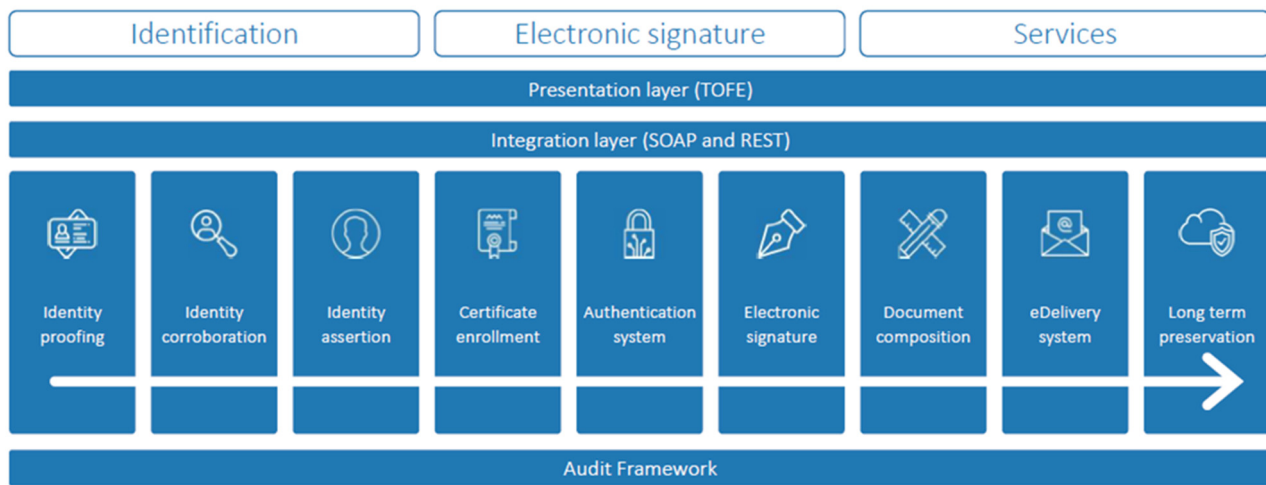 Identification
Electronic signature
Services
Presentation layer (TOFE)
Integration layer (SOAP and REST)
Identity
proofing
Identity
corroboration
Identity
assertion
Certificate
enrollment
Authentication
system
Electronic
signature
Document
composition
@
eDelivery
system
Long term
preservation
Audit Framework